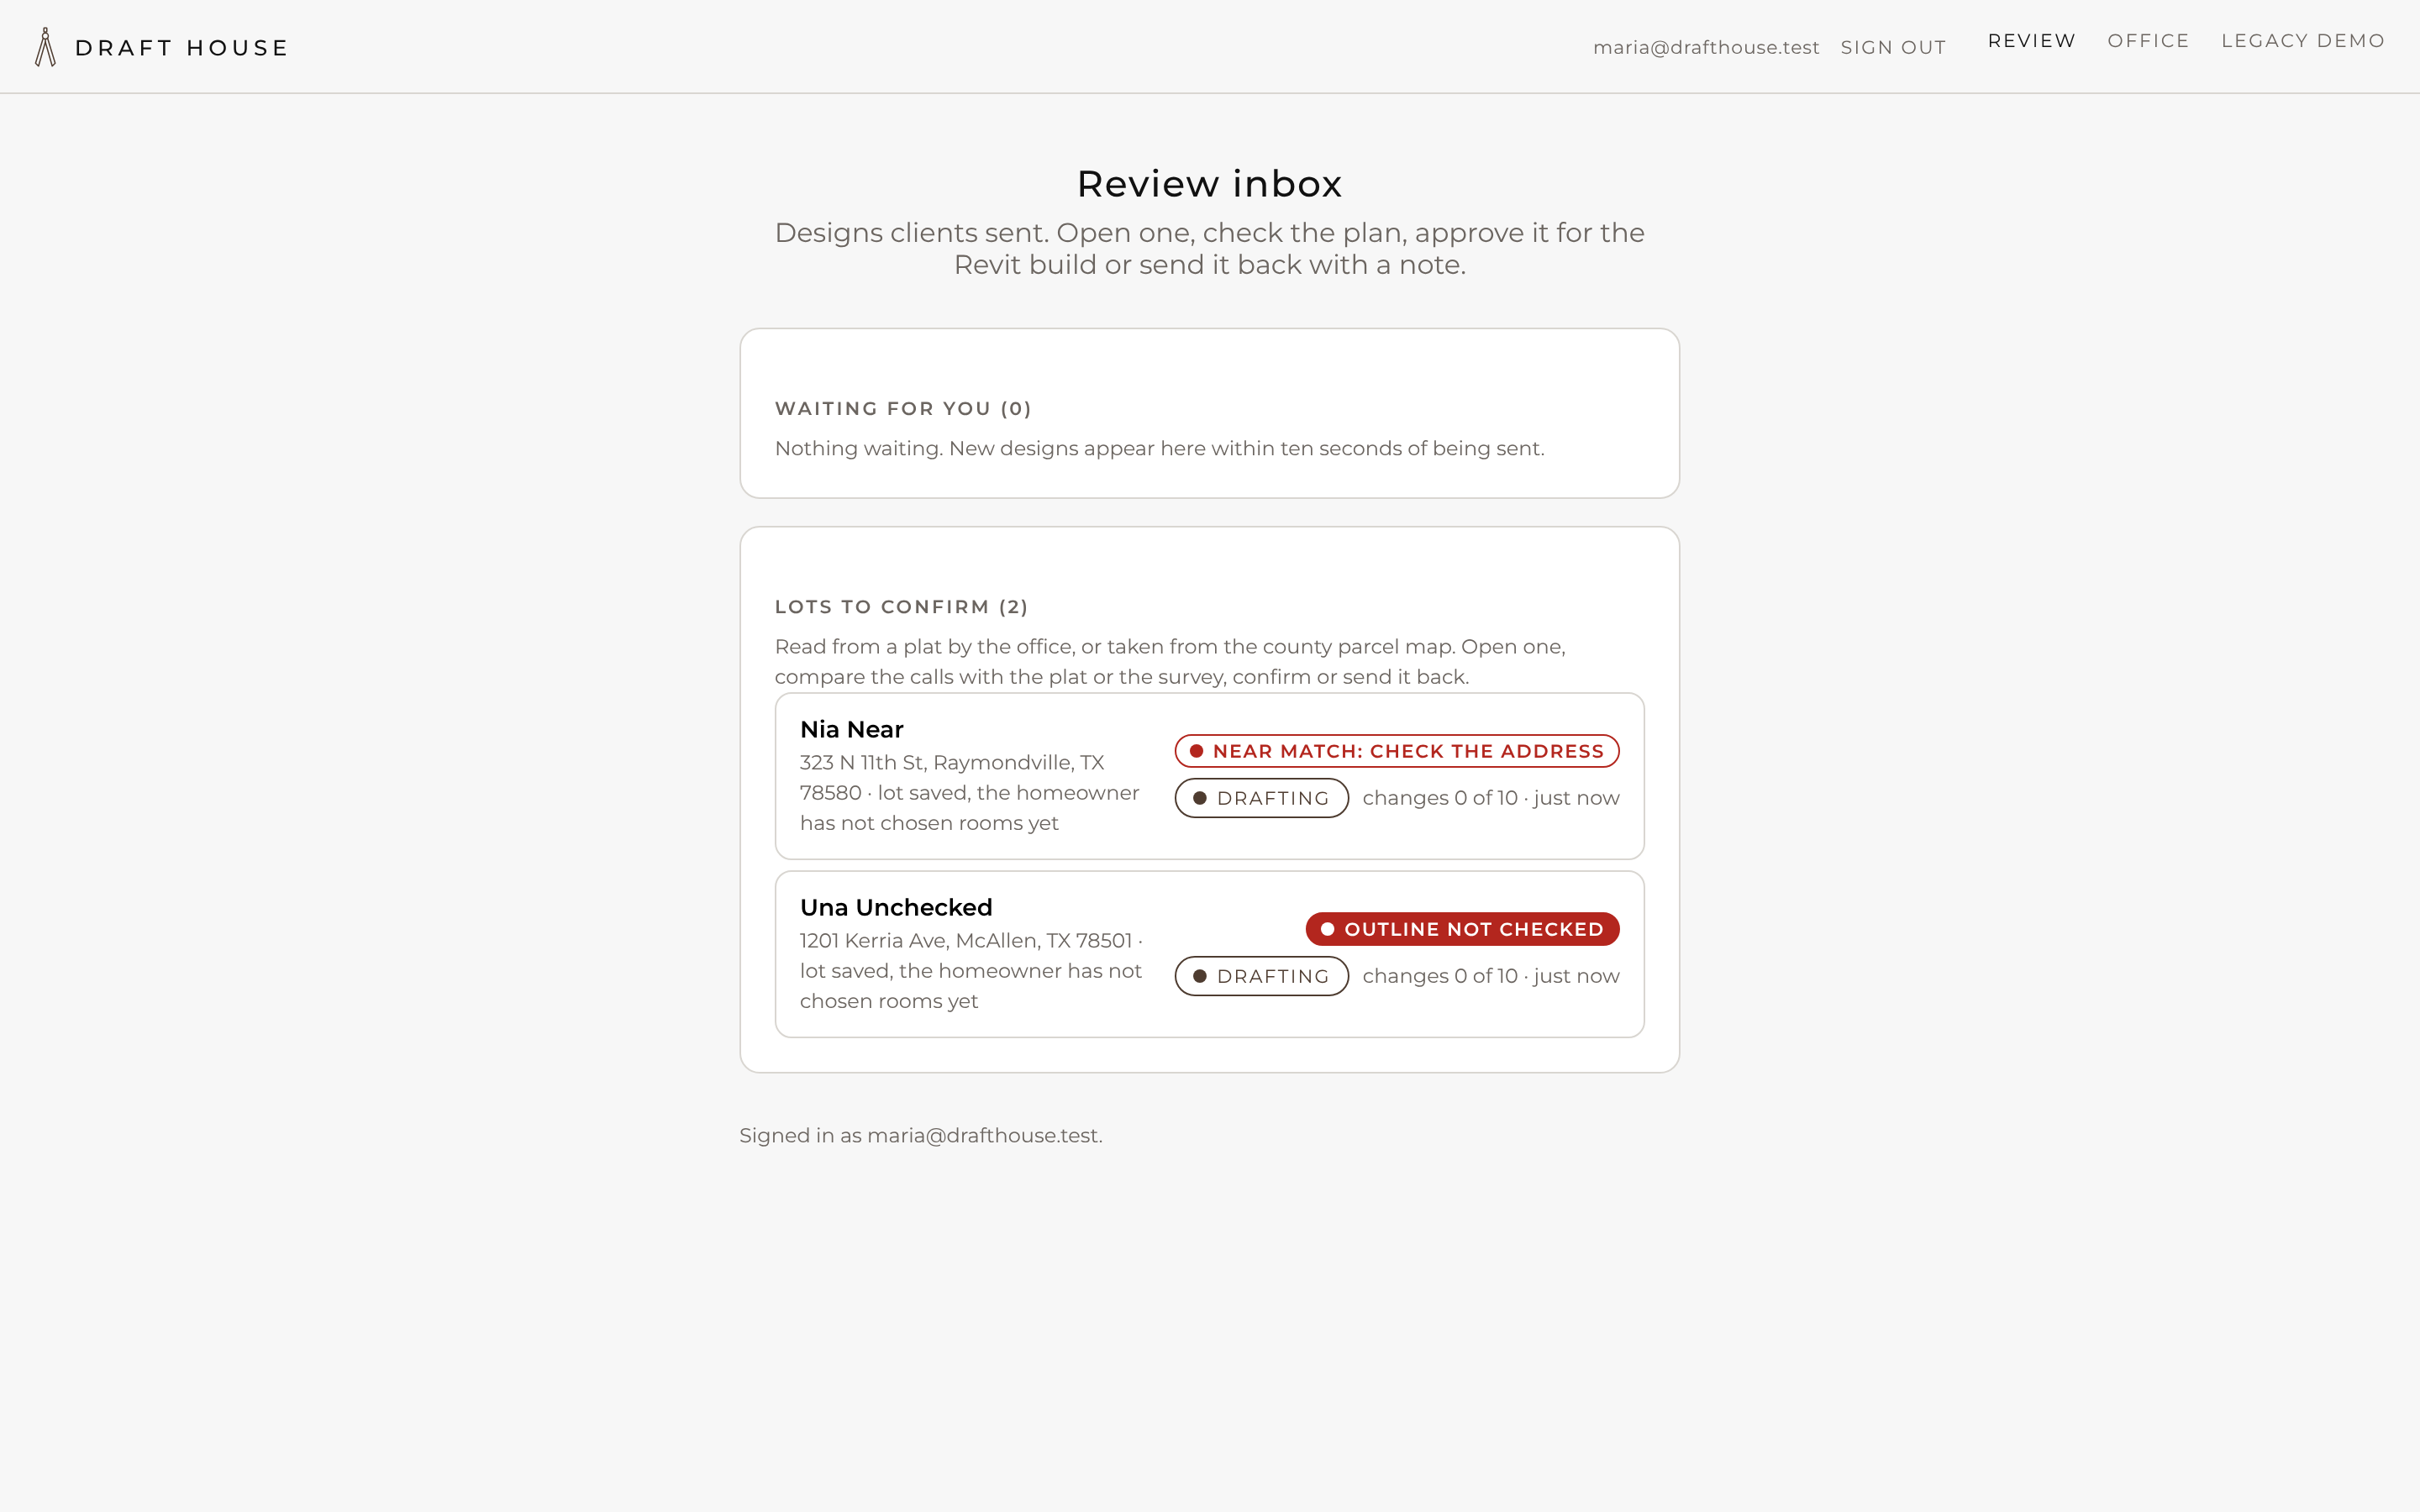 DRAFT HOUSE
maria@drafthouse.test SIGN OUT REVIEW OFFICE LEGACY DEMO
Review inbox
Designs clients sent. Open one, check the plan, approve it for the
Revit build or send it back with a note.
WAITING FOR YOU (0)
Nothing waiting. New designs appear here within ten seconds of being sent.
LOTS TO CONFIRM (2)
Read from a plat by the office, or taken from the county parcel map. Open one,
compare the calls with the plat or the survey, confirm or send it back.
Nia Near
323 N 11th St, Raymondville, TX
78580 · lot saved, the homeowner
has not chosen rooms yet
NEAR MATCH: CHECK THE ADDRESS
DRAFTING changes 0 of 10 · just now
Una Unchecked
1201 Kerria Ave, McAllen, TX 78501 ·
lot saved, the homeowner has not
chosen rooms yet
OUTLINE NOT CHECKED
DRAFTING changes 0 of 10 · just now
Signed in as maria@drafthouse.test.